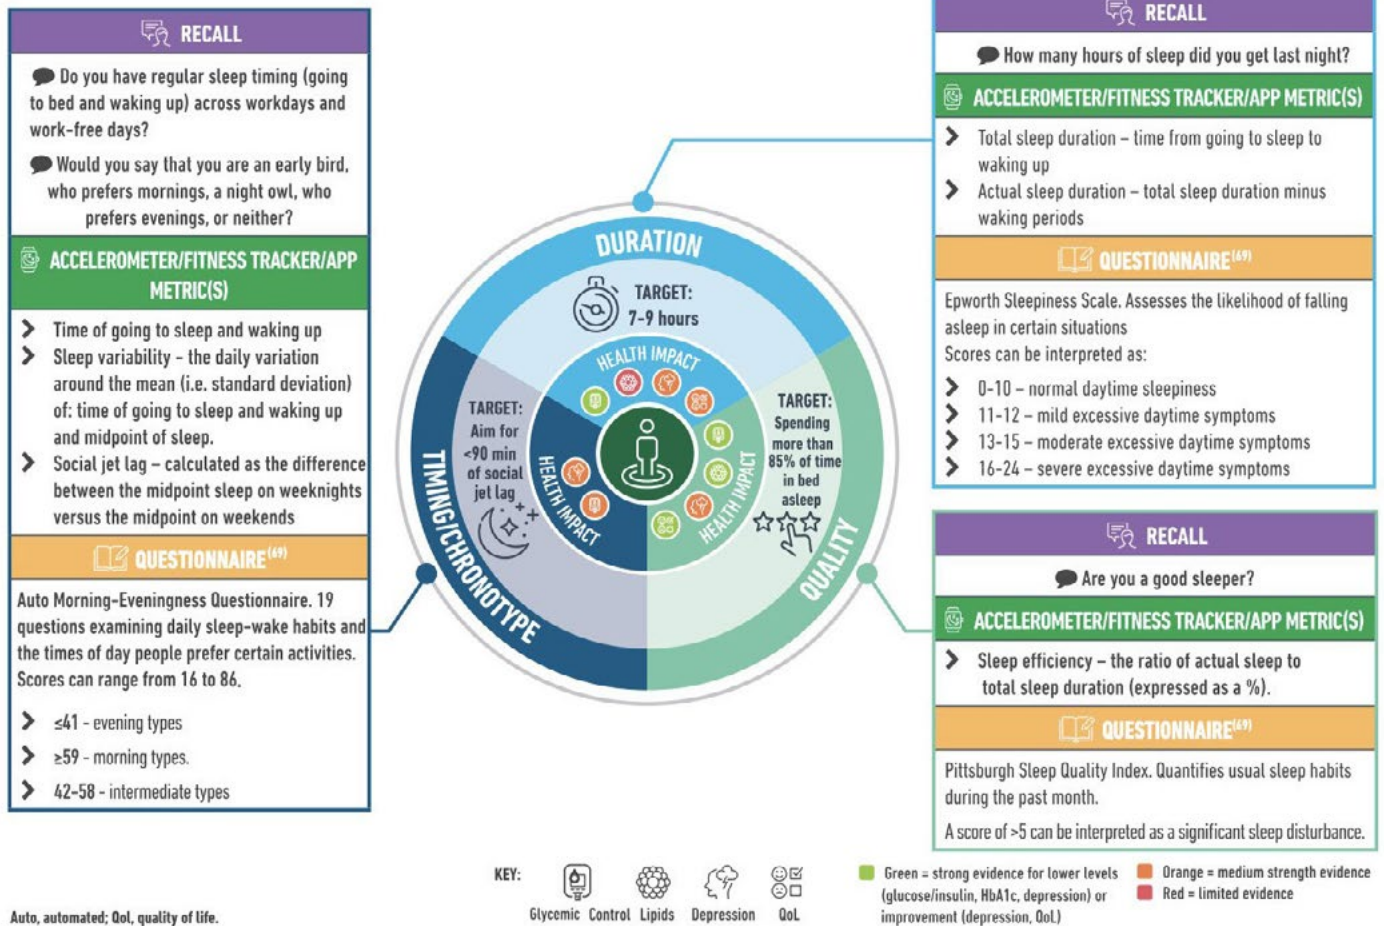 RECALL
Do you have regular sleep timing (going
to bed and waking up) across workdays and
work-free days?
Would you say that you are an early bird,
who prefers mornings, a night owl, who
prefers evenings, or neither?
ACCELEROMETER/FITNESS TRACKER/APP
METRIC(S)
Time of going to sleep and waking up
Sleep variability – the daily variation
around the mean (i.e. standard deviation)
of: time of going to sleep and waking up
and midpoint of sleep.
Social jet lag – calculated as the difference
between the midpoint sleep on weeknights
versus the midpoint on weekends
QUESTIONNAIRE(69)
Auto Morning-Eveningness Questionnaire. 19
questions examining daily sleep-wake habits and
the times of day people prefer certain activities.
Scores can range from 16 to 86.
≤41 - evening types
≥59 - morning types.
42-58 - intermediate types
DURATION
TARGET:
7-9 hours
HEALTH IMPACT
TIMING/CHRONOTYPE
TARGET:
Aim for
<90 min
of social
jet lag
HEALTH IMPACT
QUALITY
TARGET:
Spending
more than
85% of time
in bed
asleep
HEALTH IMPACT
RECALL
How many hours of sleep did you get last night?
ACCELEROMETER/FITNESS TRACKER/APP METRIC(S)
Total sleep duration – time from going to sleep to
waking up
Actual sleep duration – total sleep duration minus
waking periods
QUESTIONNAIRE(69)
Epworth Sleepiness Scale. Assesses the likelihood of falling
asleep in certain situations
Scores can be interpreted as:
0-10 – normal daytime sleepiness
11-12 – mild excessive daytime symptoms
13-15 – moderate excessive daytime symptoms
16-24 – severe excessive daytime symptoms
RECALL
Are you a good sleeper?
ACCELEROMETER/FITNESS TRACKER/APP METRIC(S)
Sleep efficiency – the ratio of actual sleep to
total sleep duration (expressed as a %).
QUESTIONNAIRE(69)
Pittsburgh Sleep Quality Index. Quantifies usual sleep habits
during the past month.
A score of >5 can be interpreted as a significant sleep disturbance.
KEY:
Glycemic Control Lipids Depression QoL
Green = strong evidence for lower levels
(glucose/insulin, HbA1c, depression) or
improvement (depression, QoL)
Orange = medium strength evidence
Red = limited evidence
Auto, automated; Qol, quality of life.